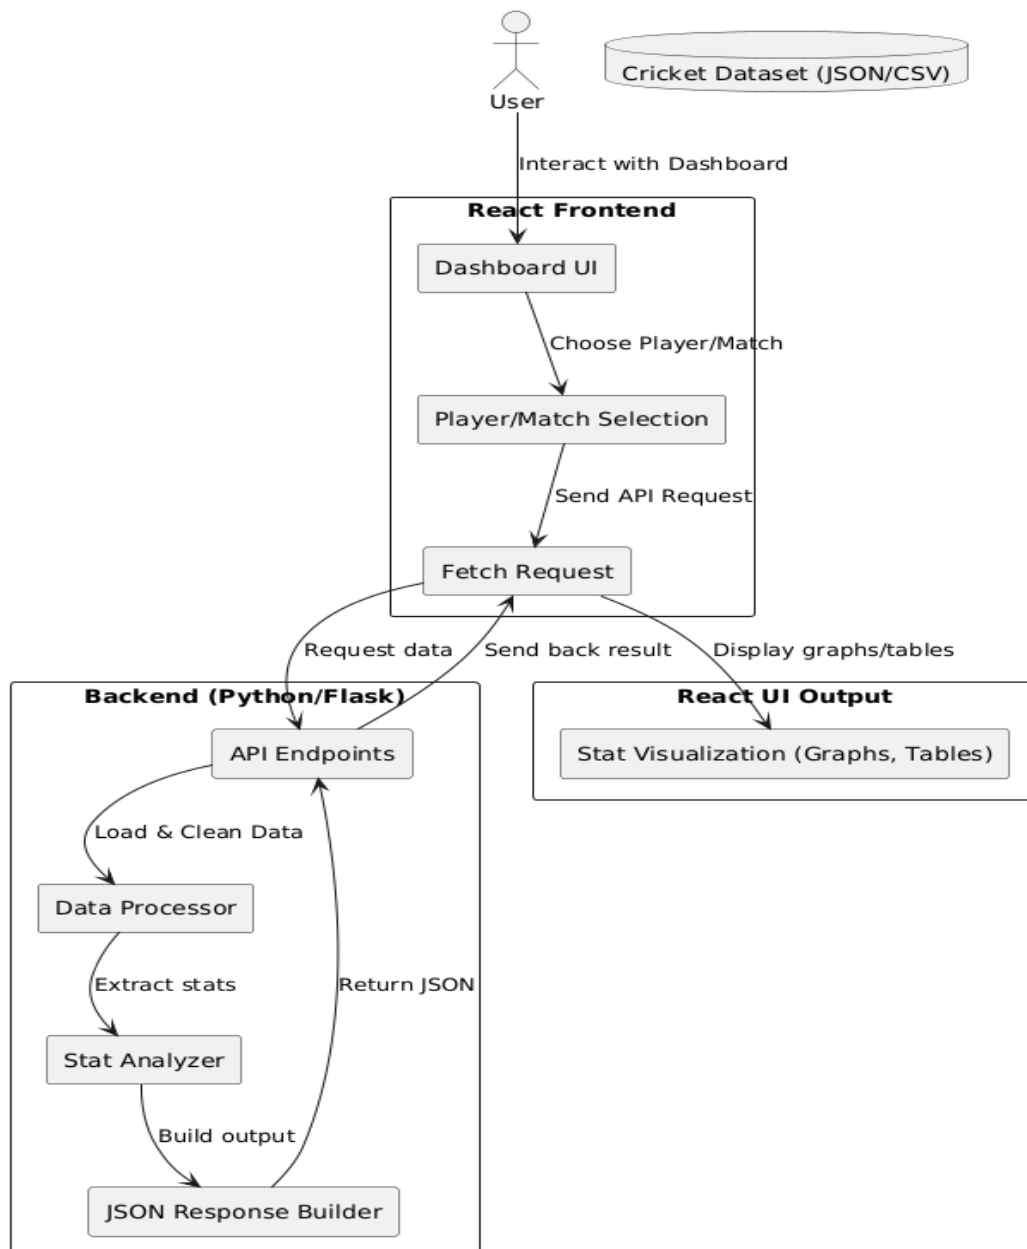 Cricket Dataset (JSON/CSV)
User
Interact with Dashboard
React Frontend
Dashboard UI
Choose Player/Match
Player/Match Selection
Send API Request
Fetch Request
Request data
Send back result
Display graphs/tables
Backend (Python/Flask)
React UI Output
API Endpoints
Stat Visualization (Graphs, Tables)
Load & Clean Data
Data Processor
Extract stats
Return JSON
Stat Analyzer
Build output
JSON Response Builder